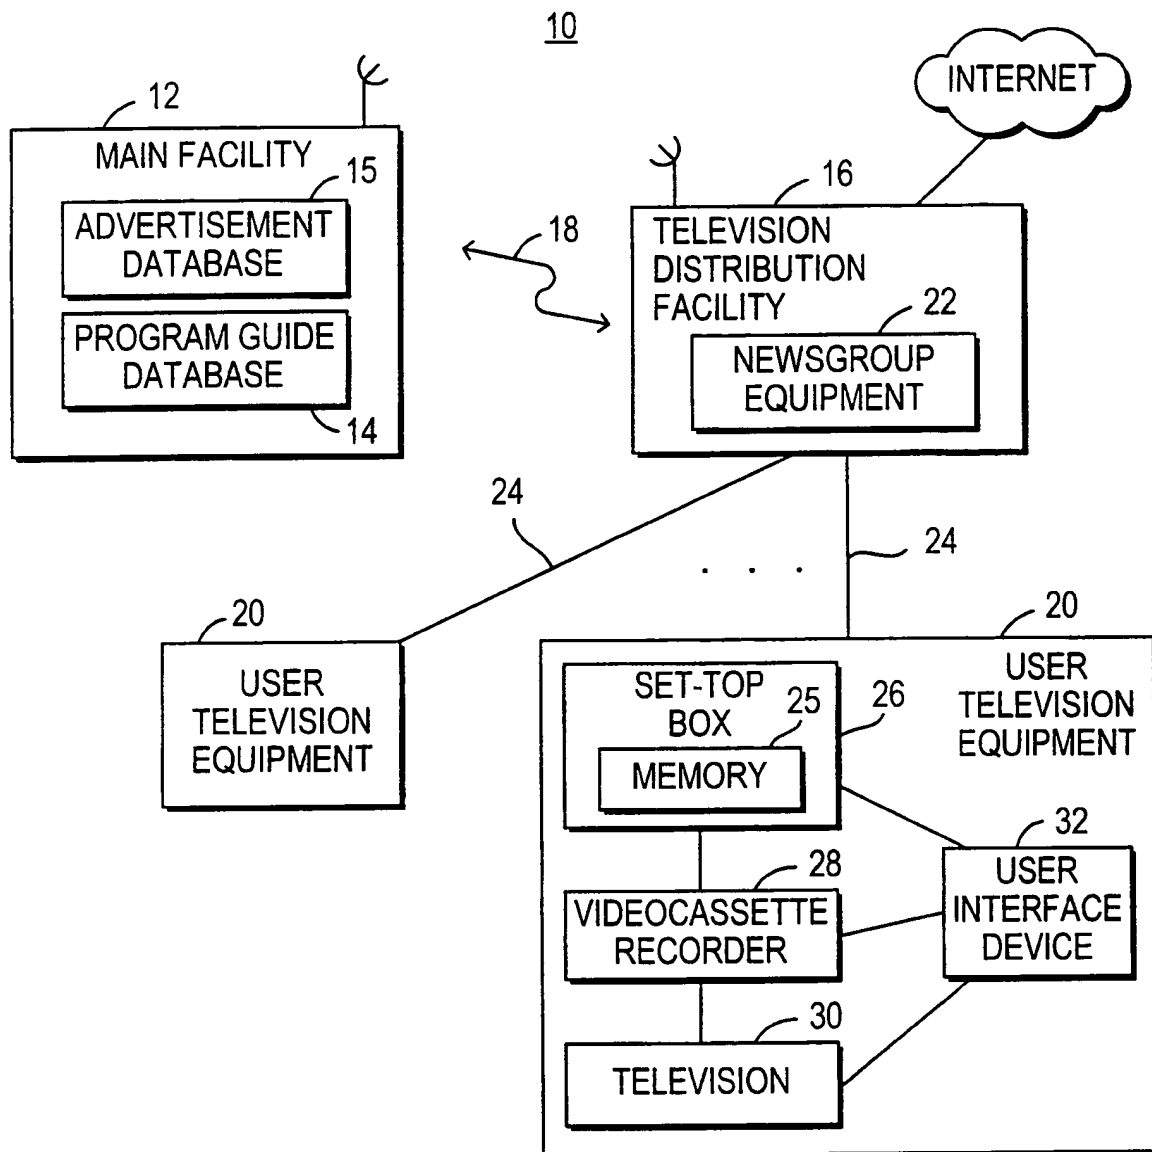 10
INTERNET
12
MAIN FACILITY
15
ADVERTISEMENT
DATABASE
PROGRAM GUIDE
DATABASE
14
18
16
TELEVISION
DISTRIBUTION
FACILITY
22
NEWSGROUP
EQUIPMENT
24
24
. . .
20
USER
TELEVISION
EQUIPMENT
20
USER
TELEVISION
EQUIPMENT
SET-TOP
BOX
25
26
MEMORY
28
VIDEOCASSETTE
RECORDER
32
USER
INTERFACE
DEVICE
30
TELEVISION